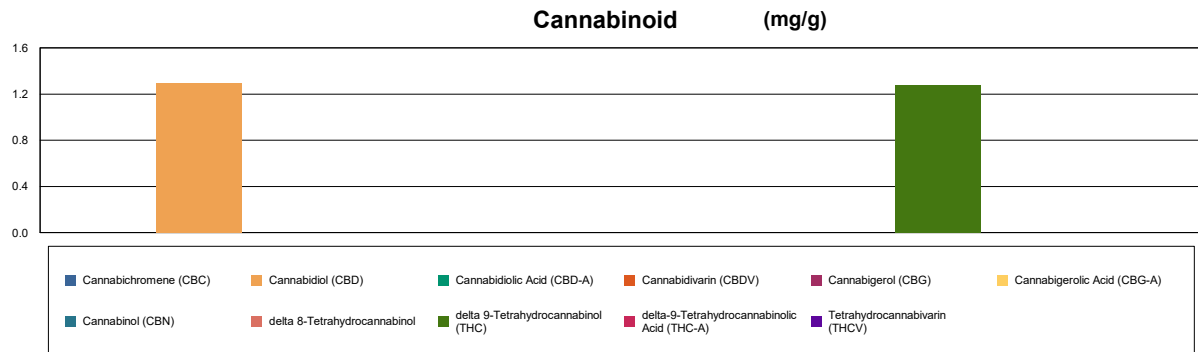 Cannabinoid (mg/g)
1.6
1.2
0.8
0.4
0.0
Cannabichromene (CBC)
Cannabidiol (CBD)
Cannabidiolic Acid (CBD-A)
Cannabidivarin (CBDV)
Cannabigerol (CBG)
Cannabigerolic Acid (CBG-A)
Cannabinol (CBN)
delta 8-Tetrahydrocannabinol
delta 9-Tetrahydrocannabinol
(THC)
delta-9-Tetrahydrocannabinolic
Acid (THC-A)
Tetrahydrocannabivarin
(THCV)